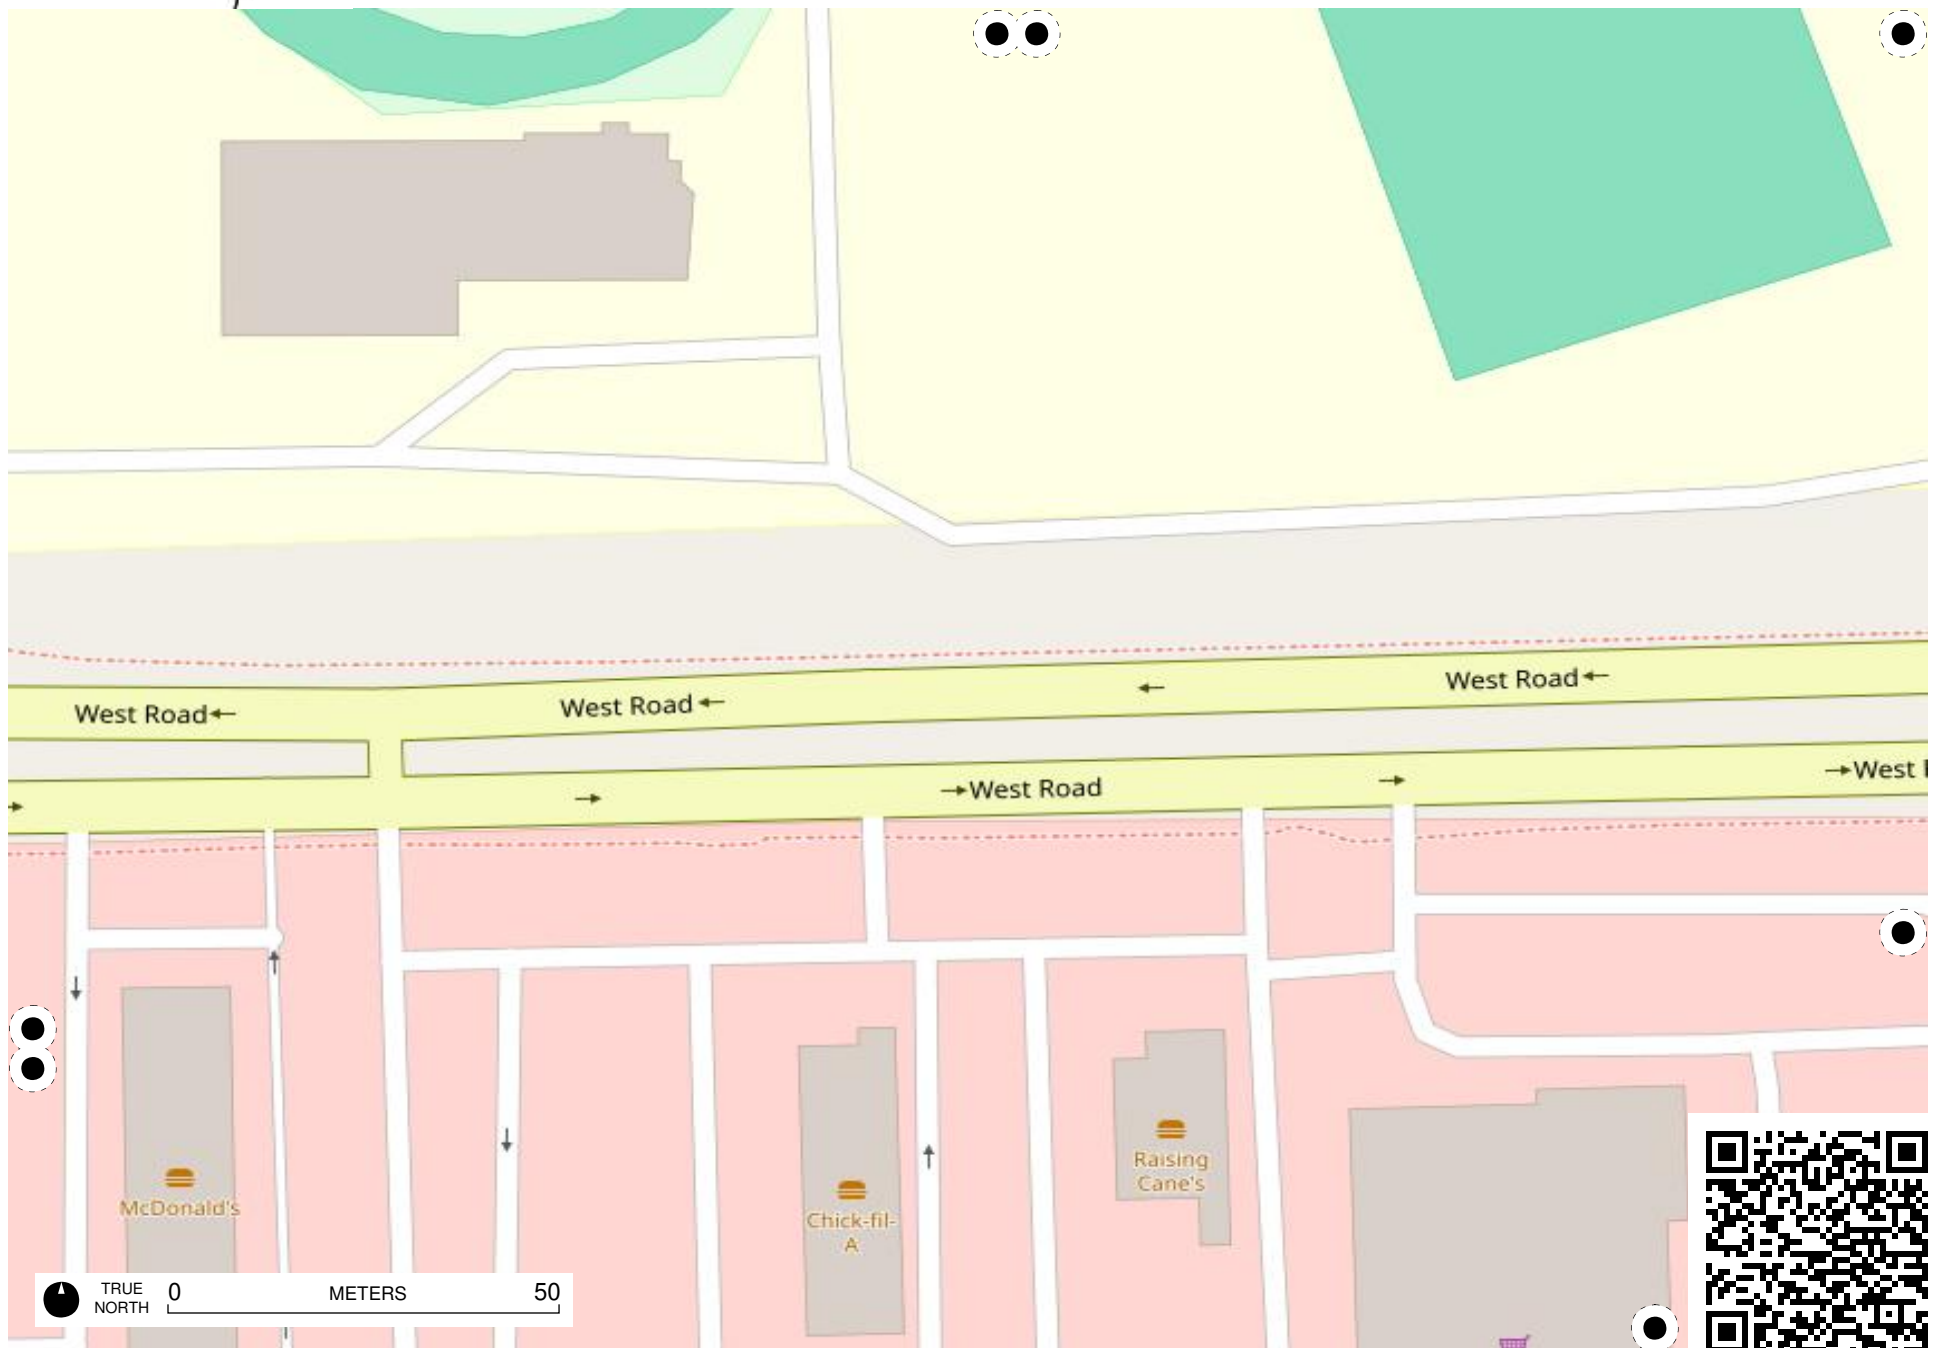 West Road
West Road
West Road
West Road
West
McDonald's
Chick-fil-
A
Raising
Cane's
TRUE
NORTH
0
METERS
50